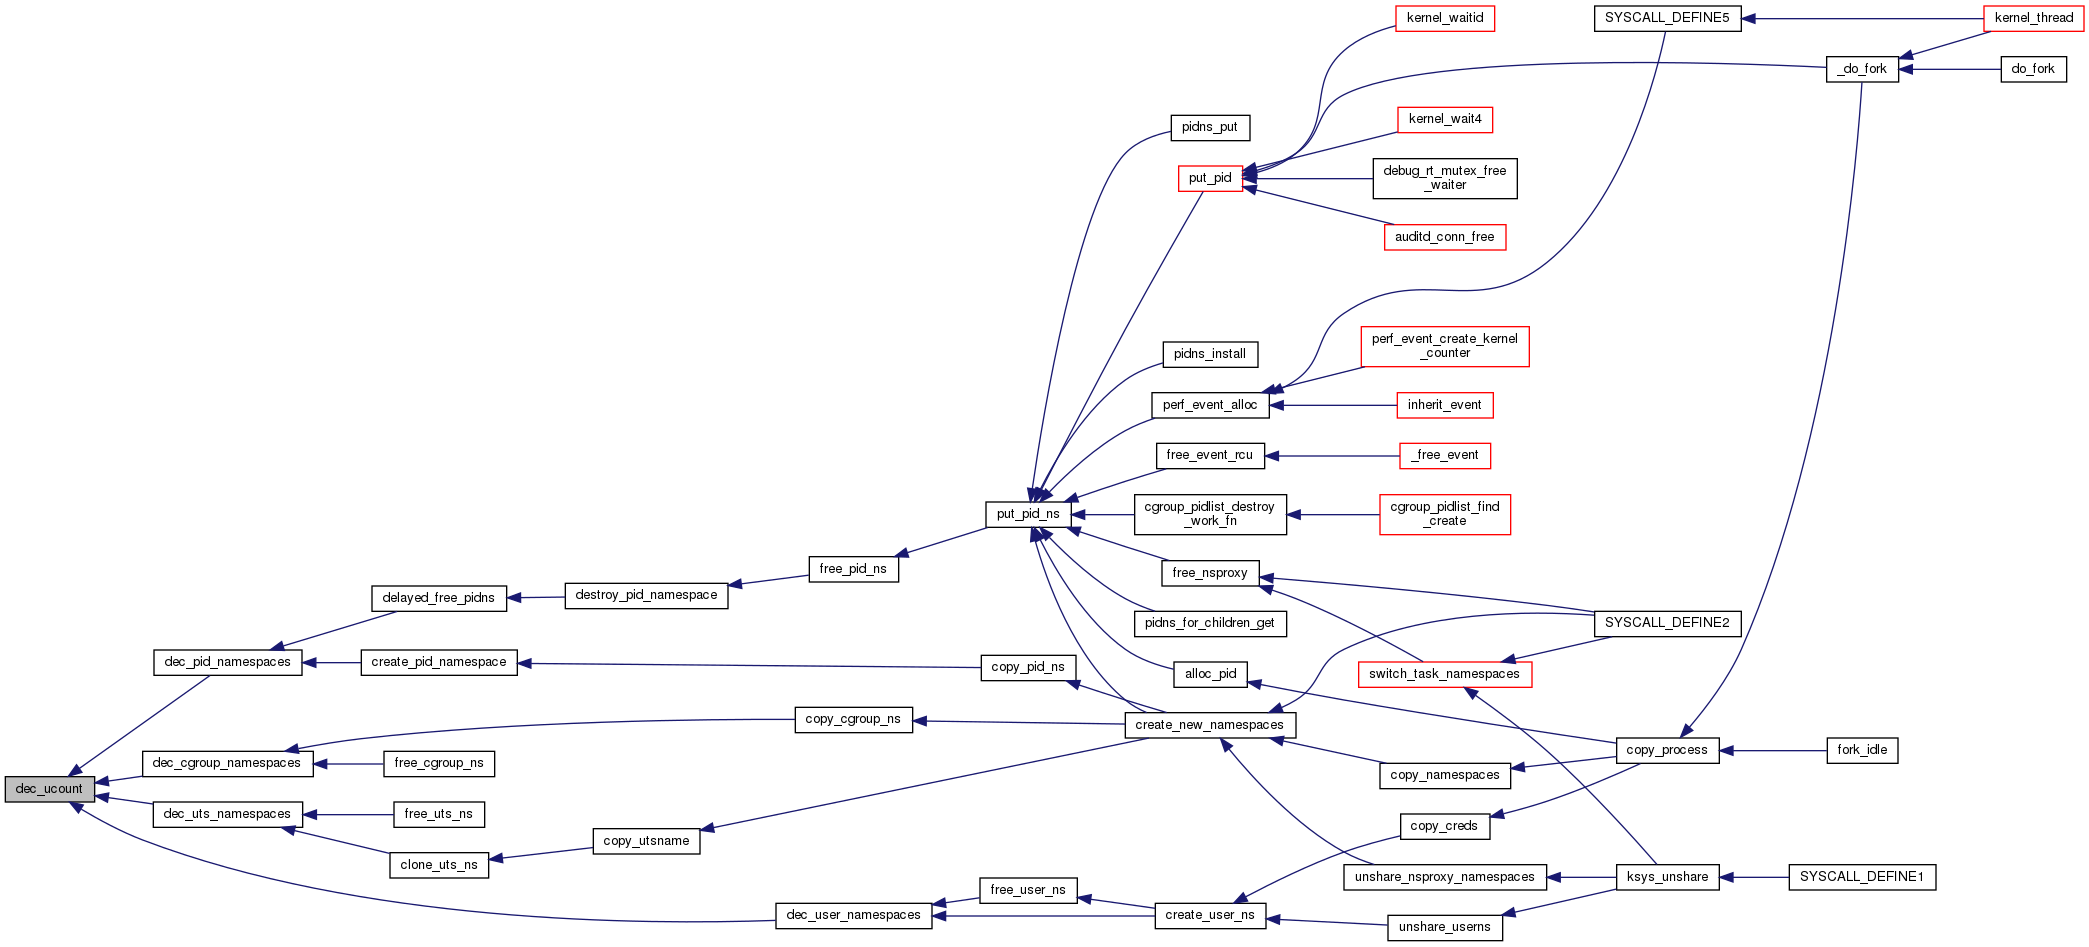 kernel_waitid
SYSCALL_DEFINE5
kernel_thread
_do_fork
do_fork
pidns_put
kernel_wait4
put_pid
debug_rt_mutex_free
_waiter
auditd_conn_free
pidns_install
perf_event_create_kernel
_counter
perf_event_alloc
inherit_event
free_event_rcu
_free_event
put_pid_ns
cgroup_pidlist_destroy
_work_fn
cgroup_pidlist_find
_create
free_pid_ns
free_nsproxy
delayed_free_pidns
destroy_pid_namespace
pidns_for_children_get
SYSCALL_DEFINE2
dec_pid_namespaces
create_pid_namespace
copy_pid_ns
alloc_pid
switch_task_namespaces
copy_cgroup_ns
create_new_namespaces
dec_cgroup_namespaces
free_cgroup_ns
copy_process
fork_idle
dec_ucount
copy_namespaces
dec_uts_namespaces
free_uts_ns
copy_creds
copy_utsname
clone_uts_ns
unshare_nsproxy_namespaces
ksys_unshare
SYSCALL_DEFINE1
free_user_ns
dec_user_namespaces
create_user_ns
unshare_userns